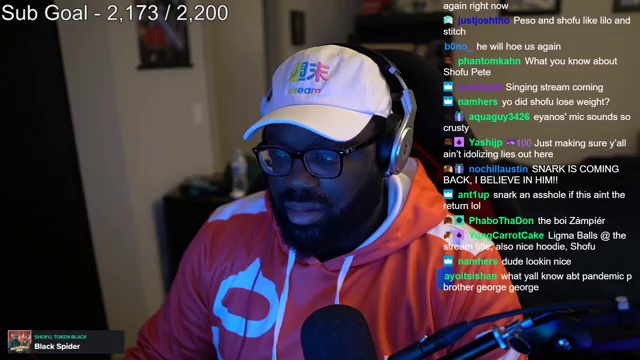 Sub Goal - 2,173 / 2,200
again right now
justjoshtho Peso and shofu like lilo and
stitch
b0no_ he will hoe us again
phantomkahn What you know about
Shofu Pete
Singing stream coming
namhers yo did shofu lose weight?
aquaguy3426 eyanos' mic sounds so
crusty
Yashijp 100 Just making sure y'all
ain't idolizing lies out here
nochillaustin SNARK IS COMING
BACK, I BELIEVE IN HIM!!
ant1up snark an asshole if this aint the
return lol
PhaboThaDon the boi Zàmpíér
YungCarrotCake Ligma Balls @ the
stream title, also nice hoodie, Shofu
namhers dude lookin nice
ayoitsishan what yall know abt pandemic p
brother george george
週末
dream
SHOFU, TOKEN BLACK
Black Spider